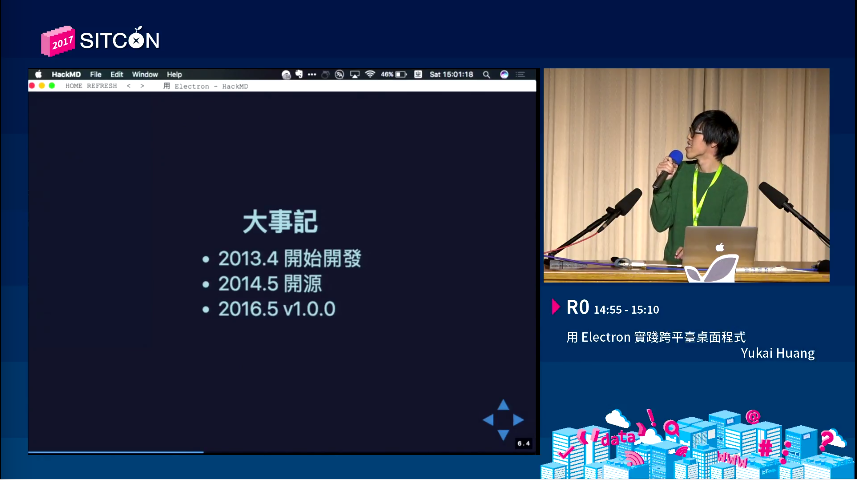 2017 SITCON
HackMD File Edit Window Help 46% Sat 15:01:18
HOME REFRESH < > 用 Electron - HackMD
大事記
• 2013.4 開始開發
• 2014.5 開源
• 2016.5 v1.0.0
6.4
R0 14:55 - 15:10
用 Electron 實踐跨平臺桌面程式
Yukai Huang
data
www